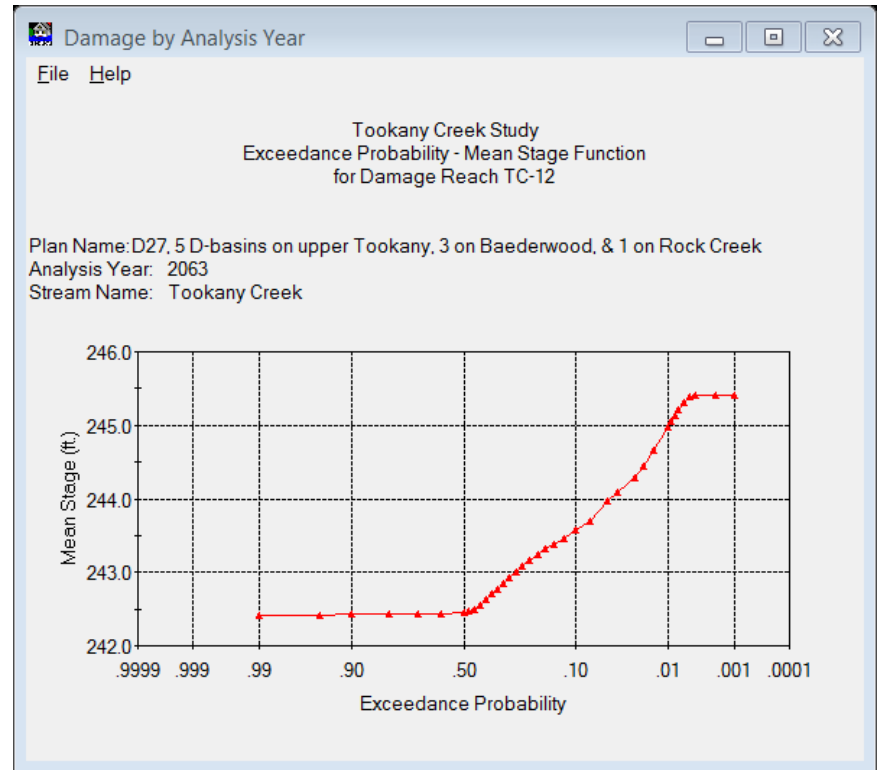 Damage by Analysis Year
File Help
Tookany Creek Study
Exceedance Probability - Mean Stage Function
for Damage Reach TC-12
Plan Name:D27, 5 D-basins on upper Tookany, 3 on Baederwood, & 1 on Rock Creek
Analysis Year: 2063
Stream Name: Tookany Creek
246.0
245.0
244.0
243.0
242.0
Mean Stage (ft.)
.9999 .999 .99 .90 .50 .10 .01 .001 .0001
Exceedance Probability